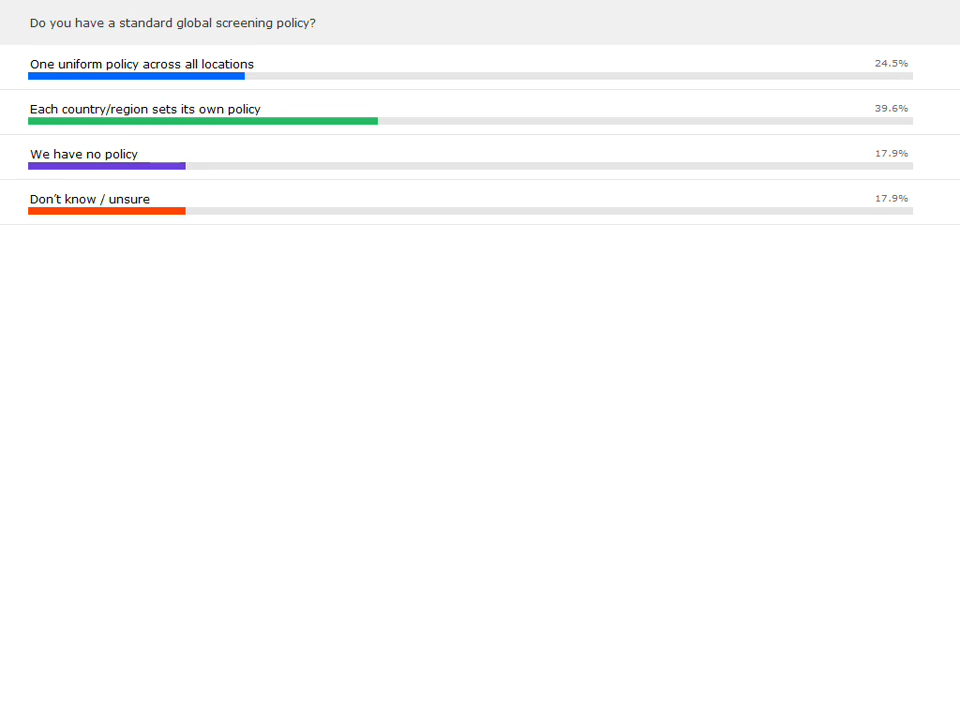 Do you have a standard global screening policy?
One uniform policy across all locations
24.5%
Each country/region sets its own policy
39.6%
We have no policy
17.9%
Don't know / unsure
17.9%